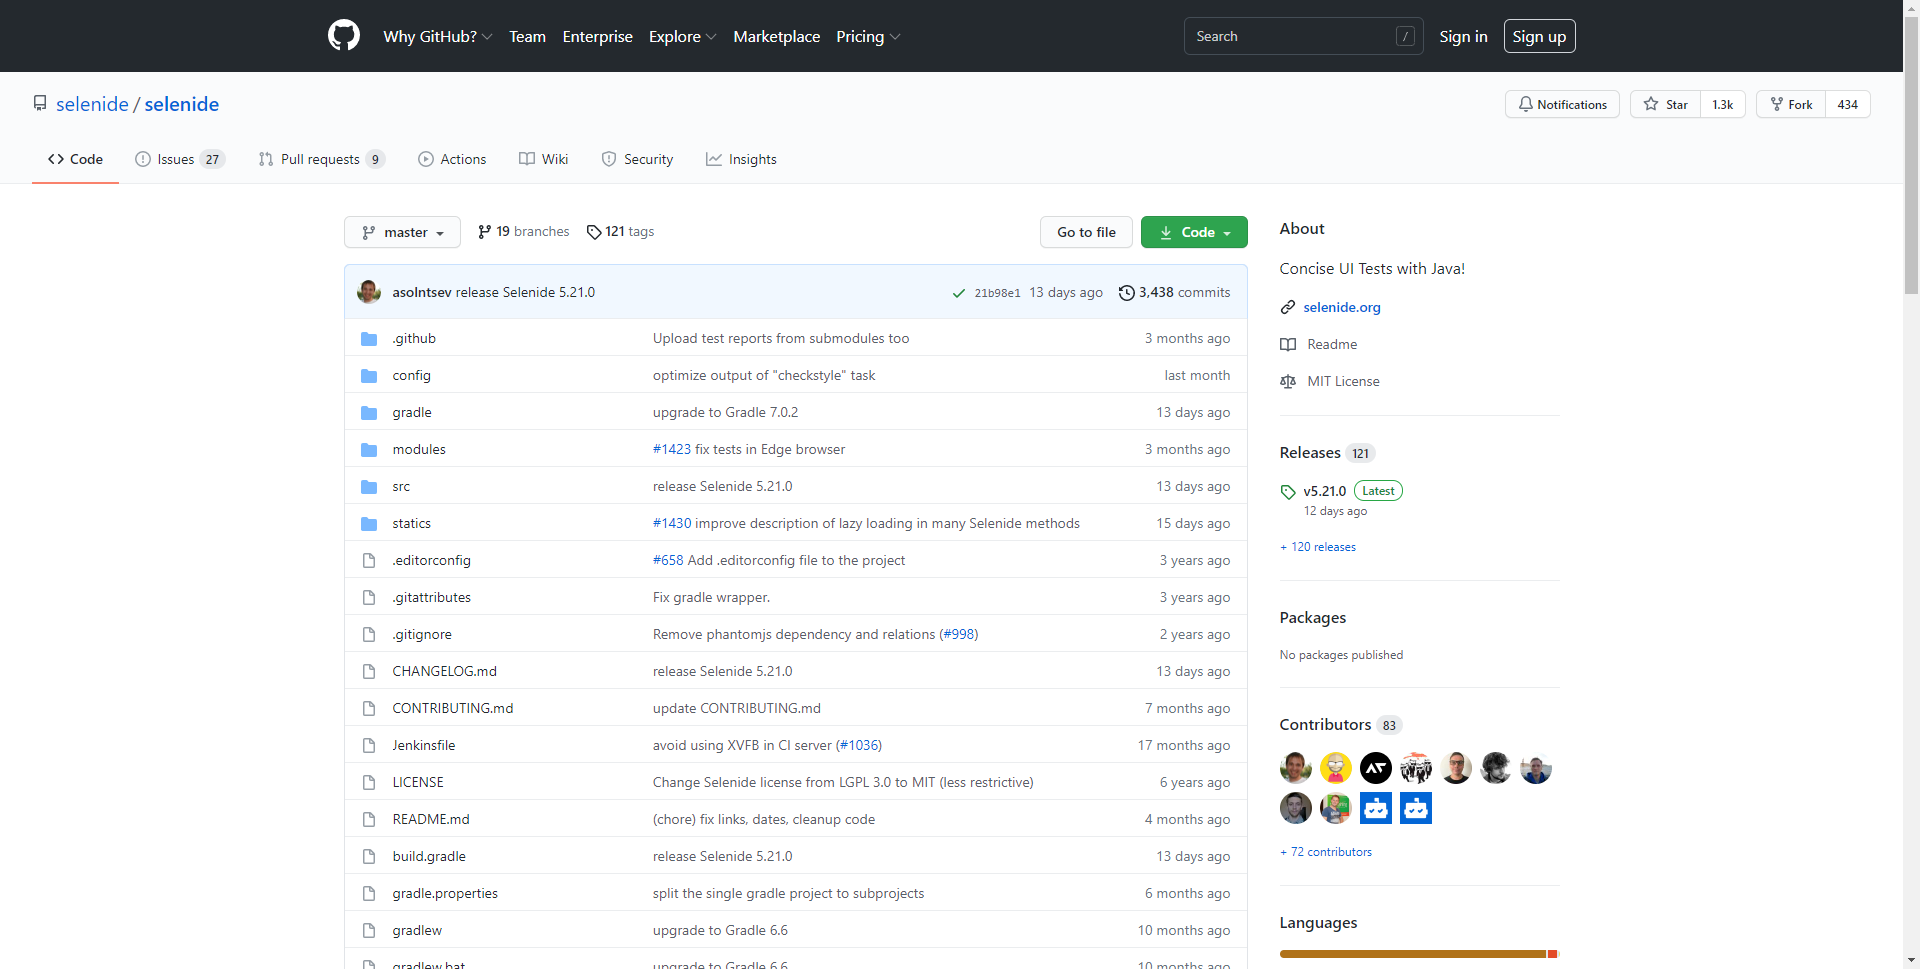 Why GitHub? Team Enterprise Explore Marketplace Pricing Search / Sign in Sign up
selenide / selenide Notifications Star 1.3k Fork 434
Code Issues 27 Pull requests 9 Actions Wiki Security Insights
master 19 branches 121 tags Go to file Code
asolntsev release Selenide 5.21.0 21b98e1 13 days ago 3,438 commits
.github Upload test reports from submodules too 3 months ago
config optimize output of "checkstyle" task last month
gradle upgrade to Gradle 7.0.2 13 days ago
modules #1423 fix tests in Edge browser 3 months ago
src release Selenide 5.21.0 13 days ago
statics #1430 improve description of lazy loading in many Selenide methods 15 days ago
.editorconfig #658 Add .editorconfig file to the project 3 years ago
.gitattributes Fix gradle wrapper. 3 years ago
.gitignore Remove phantomjs dependency and relations (#998) 2 years ago
CHANGELOG.md release Selenide 5.21.0 13 days ago
CONTRIBUTING.md update CONTRIBUTING.md 7 months ago
Jenkinsfile avoid using XVFB in CI server (#1036) 17 months ago
LICENSE Change Selenide license from LGPL 3.0 to MIT (less restrictive) 6 years ago
README.md (chore) fix links, dates, cleanup code 4 months ago
build.gradle release Selenide 5.21.0 13 days ago
gradle.properties split the single gradle project to subprojects 6 months ago
gradlew upgrade to Gradle 6.6 10 months ago
gradlew.bat upgrade to Gradle 6.6 10 months ago
About
Concise UI Tests with Java!
selenide.org
Readme
MIT License
Releases 121
v5.21.0 Latest
12 days ago
+ 120 releases
Packages
No packages published
Contributors 83
+ 72 contributors
Languages